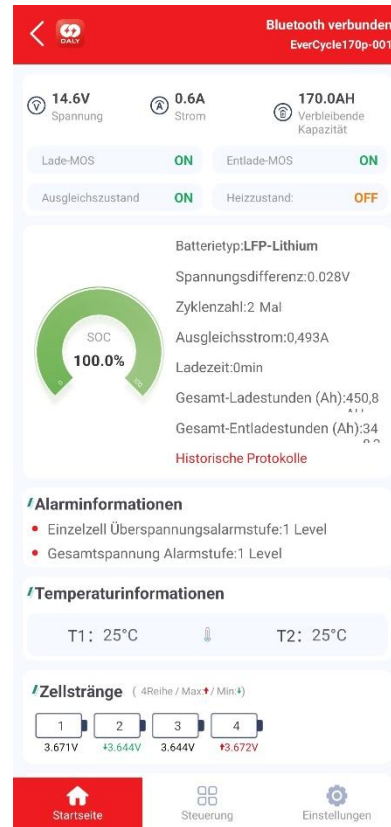 DALY
Bluetooth verbunden
EverCycle170p-001
14.6V
Spannung
0.6A
Strom
170.0AH
Verbleibende
Kapazität
Lade-MOS ON
Entlade-MOS ON
Ausgleichszustand ON
Heizzustand: OFF
SOC
100.0%
0
100
Batterietyp:LFP-Lithium
Spannungsdifferenz:0.028V
Zyklenzahl:2 Mal
Ausgleichsstrom:0,493A
Ladezeit:0min
Gesamt-Ladestunden (Ah):450,8
Gesamt-Entladestunden (Ah):34
Historische Protokolle
Alarminformationen
Einzelzell Überspannungsalarmstufe:1 Level
Gesamtspannung Alarmstufe:1 Level
Temperaturinformationen
T1: 25°C
T2: 25°C
Zellstränge ( 4Reihe / Max:↑/ Min:↓)
1 2 3 4
3.671V ↓3.644V 3.644V ↑3.672V
Startseite
Steuerung
Einstellungen